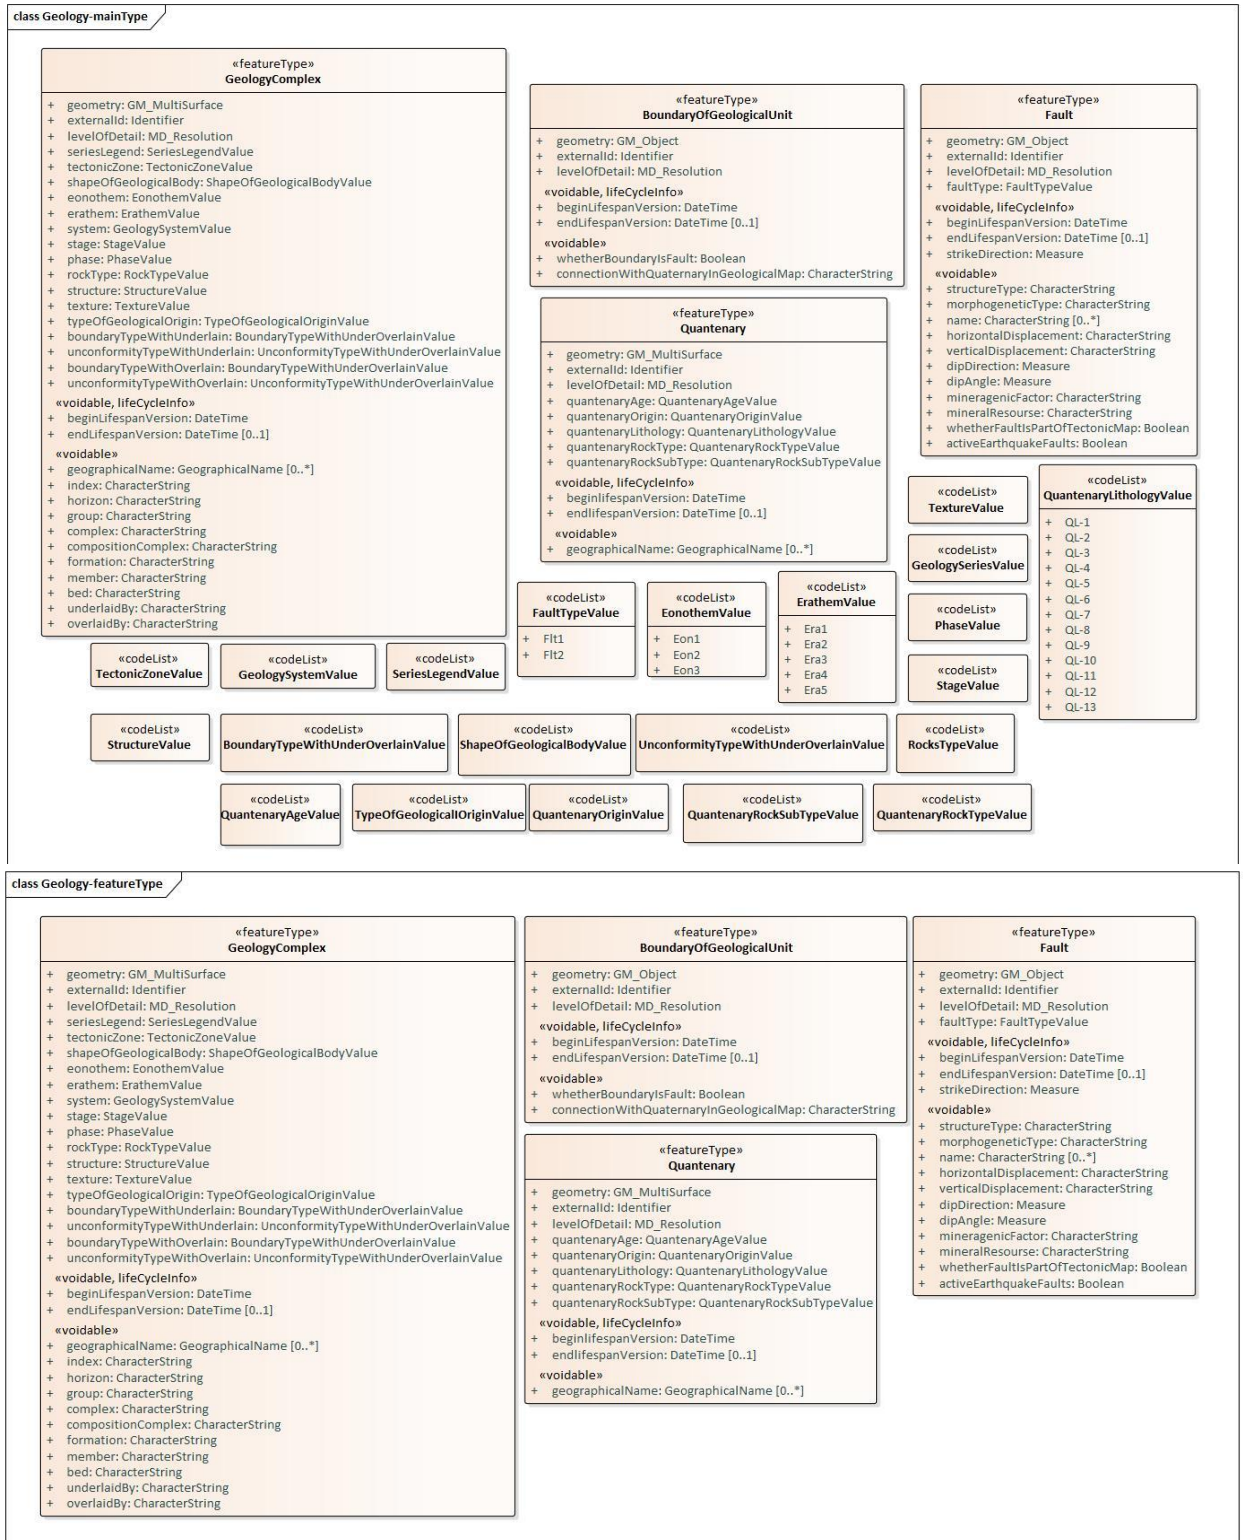 class Geology-mainType
«featureType»
GeologyComplex
+ geometry: GM_MultiSurface
+ externalId: Identifier
+ levelOfDetail: MD_Resolution
+ seriesLegend: SeriesLegendValue
+ tectonicZone: TectonicZoneValue
+ shapeOfGeologicalBody: ShapeOfGeologicalBodyValue
+ eonothem: EonothemValue
+ erathem: ErathemValue
+ system: GeologySystemValue
+ stage: StageValue
+ phase: PhaseValue
+ rockType: RockTypeValue
+ structure: StructureValue
+ texture: TextureValue
+ typeOfGeologicalOrigin: TypeOfGeologicalOriginValue
+ boundaryTypeWithUnderlain: BoundaryTypeWithUnderOverlainValue
+ unconformityTypeWithUnderlain: UnconformityTypeWithUnderOverlainValue
+ boundaryTypeWithOverlain: BoundaryTypeWithUnderOverlainValue
+ unconformityTypeWithOverlain: UnconformityTypeWithUnderOverlainValue
«voidable, lifeCycleInfo»
+ beginLifespanVersion: DateTime
+ endLifespanVersion: DateTime [0..1]
«voidable»
+ geographicalName: GeographicalName [0..*]
+ index: CharacterString
+ horizon: CharacterString
+ group: CharacterString
+ complex: CharacterString
+ compositionComplex: CharacterString
+ formation: CharacterString
+ member: CharacterString
+ bed: CharacterString
+ underlaidBy: CharacterString
+ overlaidBy: CharacterString
«featureType»
BoundaryOfGeologicalUnit
+ geometry: GM_Object
+ externalId: Identifier
+ levelOfDetail: MD_Resolution
«voidable, lifeCycleInfo»
+ beginLifespanVersion: DateTime
+ endLifespanVersion: DateTime [0..1]
«voidable»
+ whetherBoundaryIsFault: Boolean
+ connectionWithQuaternaryInGeologicalMap: CharacterString
«featureType»
Quantenary
+ geometry: GM_MultiSurface
+ externalId: Identifier
+ levelOfDetail: MD_Resolution
+ quantenaryAge: QuantenaryAgeValue
+ quantenaryOrigin: QuantenaryOriginValue
+ quantenaryLithology: QuantenaryLithologyValue
+ quantenaryRockType: QuantenaryRockTypeValue
+ quantenaryRockSubType: QuantenaryRockSubTypeValue
«voidable, lifeCycleInfo»
+ beginlifespanVersion: DateTime
+ endlifespanVersion: DateTime [0..1]
«voidable»
+ geographicalName: GeographicalName [0..*]
«featureType»
Fault
+ geometry: GM_Object
+ externalId: Identifier
+ levelOfDetail: MD_Resolution
+ faultType: FaultTypeValue
«voidable, lifeCycleInfo»
+ beginLifespanVersion: DateTime
+ endLifespanVersion: DateTime [0..1]
+ strikeDirection: Measure
«voidable»
+ structureType: CharacterString
+ morphogeneticType: CharacterString
+ name: CharacterString [0..*]
+ horizontalDisplacement: CharacterString
+ verticalDisplacement: CharacterString
+ dipDirection: Measure
+ dipAngle: Measure
+ mineragenicFactor: CharacterString
+ mineralResourse: CharacterString
+ whetherFaultIsPartOfTectonicMap: Boolean
+ activeEarthquakeFaults: Boolean
«codeList»
FaultTypeValue
+ Flt1
+ Flt2
«codeList»
EonothemValue
+ Eon1
+ Eon2
+ Eon3
«codeList»
ErathemValue
+ Era1
+ Era2
+ Era3
+ Era4
+ Era5
«codeList»
TextureValue
«codeList»
GeologySeriesValue
«codeList»
PhaseValue
«codeList»
StageValue
«codeList»
QuantenaryLithologyValue
+ QL-1
+ QL-2
+ QL-3
+ QL-4
+ QL-5
+ QL-6
+ QL-7
+ QL-8
+ QL-9
+ QL-10
+ QL-11
+ QL-12
+ QL-13
«codeList»
TectonicZoneValue
«codeList»
GeologySystemValue
«codeList»
SeriesLegendValue
«codeList»
StructureValue
«codeList»
BoundaryTypeWithUnderOverlainValue
«codeList»
ShapeOfGeologicalBodyValue
«codeList»
UnconformityTypeWithUnderOverlainValue
«codeList»
RocksTypeValue
«codeList»
QuantenaryAgeValue
«codeList»
TypeOfGeologicalIOriginValue
«codeList»
QuantenaryOriginValue
«codeList»
QuantenaryRockSubTypeValue
«codeList»
QuantenaryRockTypeValue
class Geology-featureType
«featureType»
GeologyComplex
+ geometry: GM_MultiSurface
+ externalId: Identifier
+ levelOfDetail: MD_Resolution
+ seriesLegend: SeriesLegendValue
+ tectonicZone: TectonicZoneValue
+ shapeOfGeologicalBody: ShapeOfGeologicalBodyValue
+ eonothem: EonothemValue
+ erathem: ErathemValue
+ system: GeologySystemValue
+ stage: StageValue
+ phase: PhaseValue
+ rockType: RockTypeValue
+ structure: StructureValue
+ texture: TextureValue
+ typeOfGeologicalOrigin: TypeOfGeologicalOriginValue
+ boundaryTypeWithUnderlain: BoundaryTypeWithUnderOverlainValue
+ unconformityTypeWithUnderlain: UnconformityTypeWithUnderOverlainValue
+ boundaryTypeWithOverlain: BoundaryTypeWithUnderOverlainValue
+ unconformityTypeWithOverlain: UnconformityTypeWithUnderOverlainValue
«voidable, lifeCycleInfo»
+ beginLifespanVersion: DateTime
+ endLifespanVersion: DateTime [0..1]
«voidable»
+ geographicalName: GeographicalName [0..*]
+ index: CharacterString
+ horizon: CharacterString
+ group: CharacterString
+ complex: CharacterString
+ compositionComplex: CharacterString
+ formation: CharacterString
+ member: CharacterString
+ bed: CharacterString
+ underlaidBy: CharacterString
+ overlaidBy: CharacterString
«featureType»
BoundaryOfGeologicalUnit
+ geometry: GM_Object
+ externalId: Identifier
+ levelOfDetail: MD_Resolution
«voidable, lifeCycleInfo»
+ beginLifespanVersion: DateTime
+ endLifespanVersion: DateTime [0..1]
«voidable»
+ whetherBoundaryIsFault: Boolean
+ connectionWithQuaternaryInGeologicalMap: CharacterString
«featureType»
Quantenary
+ geometry: GM_MultiSurface
+ externalId: Identifier
+ levelOfDetail: MD_Resolution
+ quantenaryAge: QuantenaryAgeValue
+ quantenaryOrigin: QuantenaryOriginValue
+ quantenaryLithology: QuantenaryLithologyValue
+ quantenaryRockType: QuantenaryRockTypeValue
+ quantenaryRockSubType: QuantenaryRockSubTypeValue
«voidable, lifeCycleInfo»
+ beginlifespanVersion: DateTime
+ endlifespanVersion: DateTime [0..1]
«voidable»
+ geographicalName: GeographicalName [0..*]
«featureType»
Fault
+ geometry: GM_Object
+ externalId: Identifier
+ levelOfDetail: MD_Resolution
+ faultType: FaultTypeValue
«voidable, lifeCycleInfo»
+ beginLifespanVersion: DateTime
+ endLifespanVersion: DateTime [0..1]
+ strikeDirection: Measure
«voidable»
+ structureType: CharacterString
+ morphogeneticType: CharacterString
+ name: CharacterString [0..*]
+ horizontalDisplacement: CharacterString
+ verticalDisplacement: CharacterString
+ dipDirection: Measure
+ dipAngle: Measure
+ mineragenicFactor: CharacterString
+ mineralResourse: CharacterString
+ whetherFaultIsPartOfTectonicMap: Boolean
+ activeEarthquakeFaults: Boolean